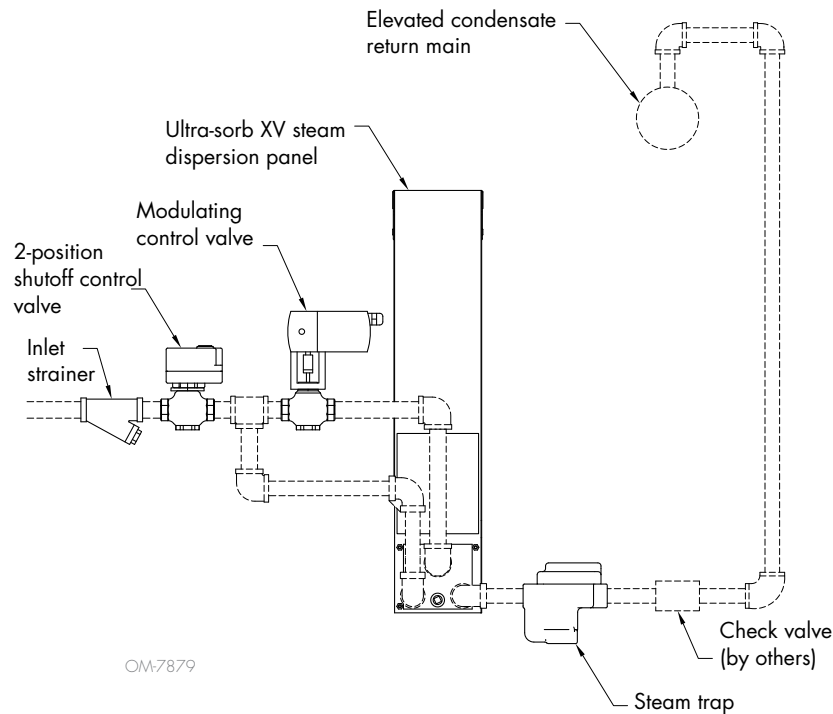 Elevated condensate
return main
Ultra-sorb XV steam
dispersion panel
Modulating
control valve
2-position
shutoff control
valve
Inlet
strainer
Check valve
(by others)
Steam trap
OM-7879